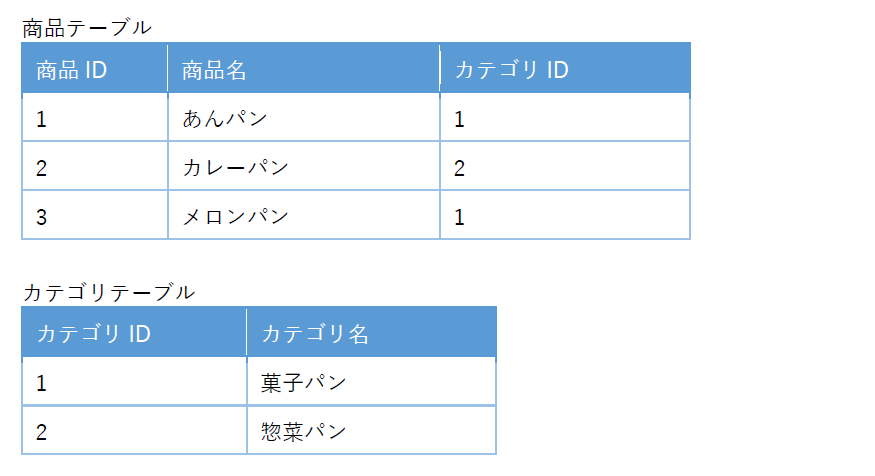 商品テーブル
商品 ID 商品名 カテゴリ ID
1 あんパン 1
2 カレーパン 2
3 メロンパン 1
カテゴリテーブル
カテゴリ ID カテゴリ名
1 菓子パン
2 惣菜パン